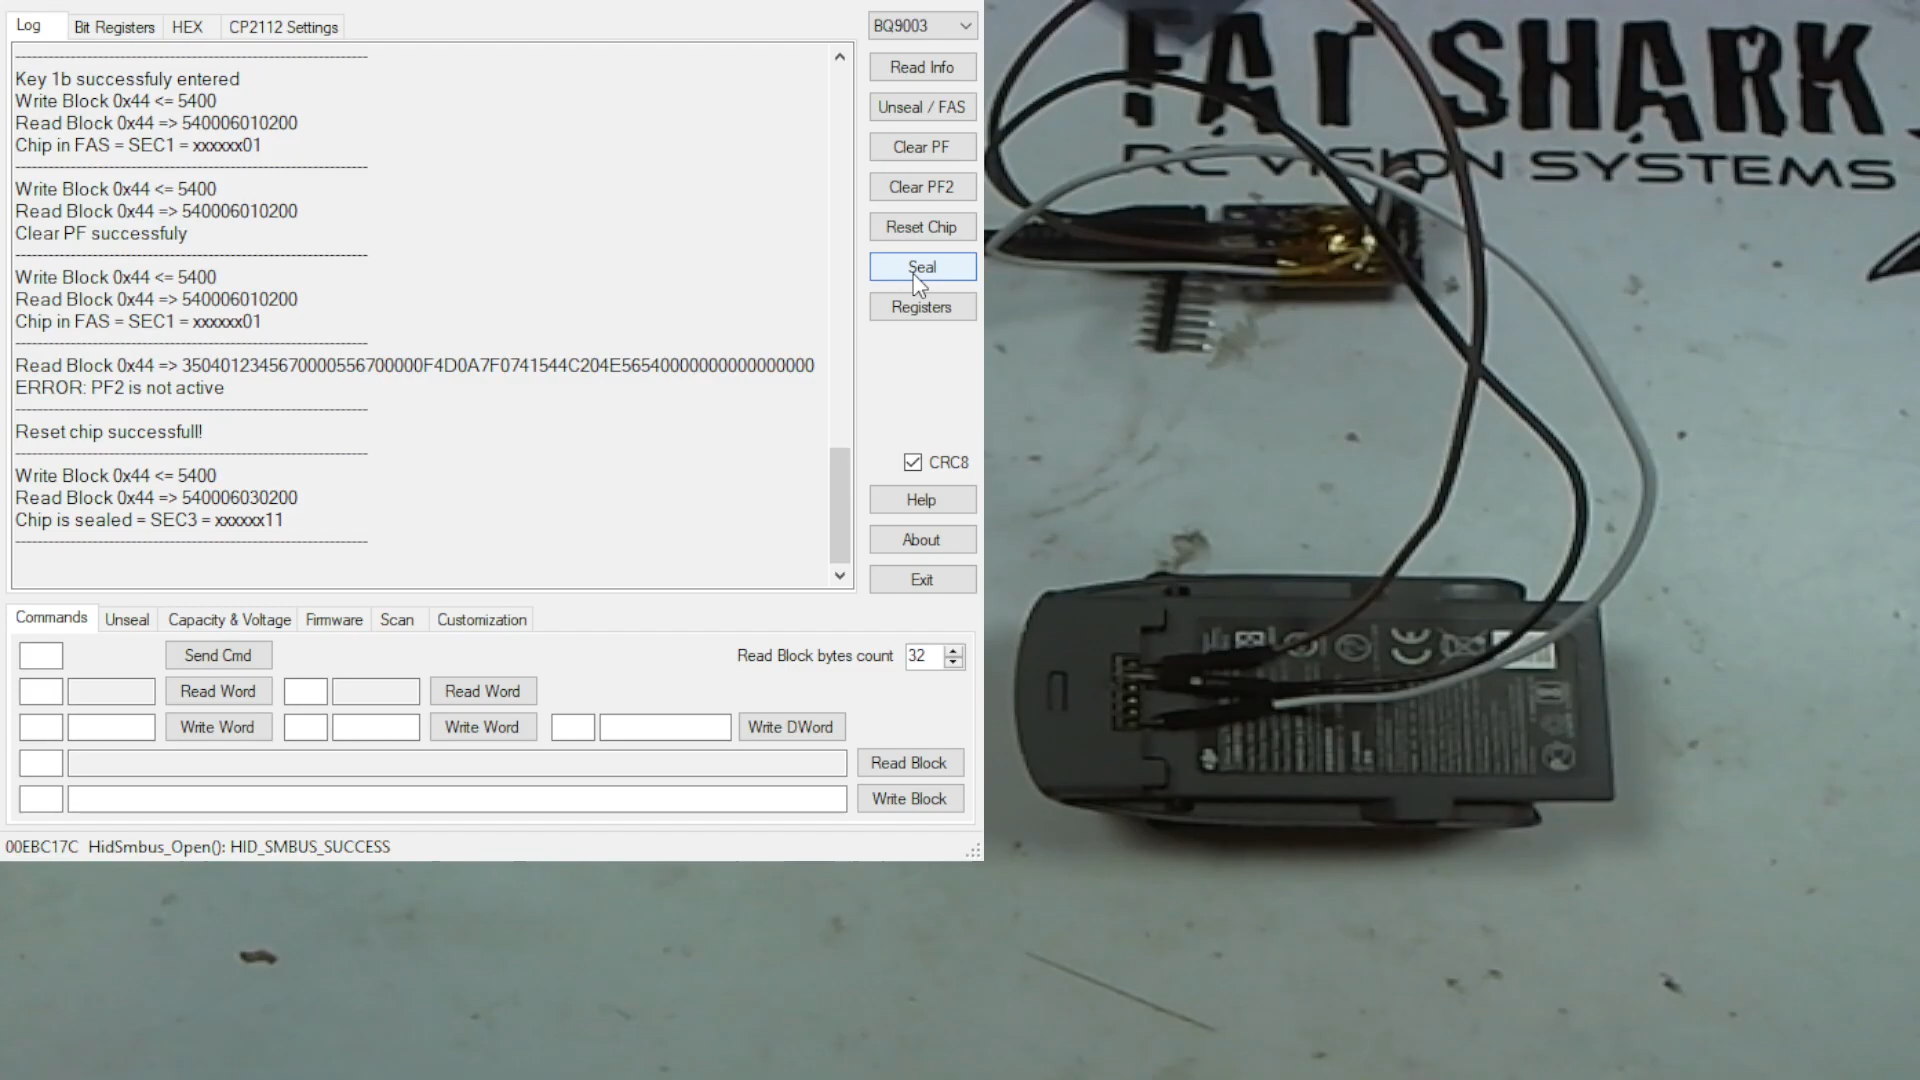 Log
Bit Registers
HEX
CP2112 Settings
BQ9003
Key 1b successfuly entered
Write Block 0x44 <= 5400
Read Block 0x44 => 540006010200
Chip in FAS = SEC1 = xxxxxx01
Write Block 0x44 <= 5400
Read Block 0x44 => 540006010200
Clear PF successfuly
Write Block 0x44 <= 5400
Read Block 0x44 => 540006010200
Chip in FAS = SEC1 = xxxxxx01
Read Block 0x44 => 3504012345670000556700000F4D0A7F0741544C204E56540000000000000000
ERROR: PF2 is not active
Reset chip successfull!
Write Block 0x44 <= 5400
Read Block 0x44 => 540006030200
Chip is sealed = SEC3 = xxxxxx11
Read Info
Unseal / FAS
Clear PF
Clear PF2
Reset Chip
Seal
Registers
CRC8
Help
About
Exit
Commands
Unseal
Capacity & Voltage
Firmware
Scan
Customization
Send Cmd
Read Block bytes count
32
Read Word
Read Word
Write Word
Write Word
Write DWord
Read Block
Write Block
00EBC17C HidSmbus_Open(): HID_SMBUS_SUCCESS
FAT SHARK
RCVISION SYSTEMS
CE